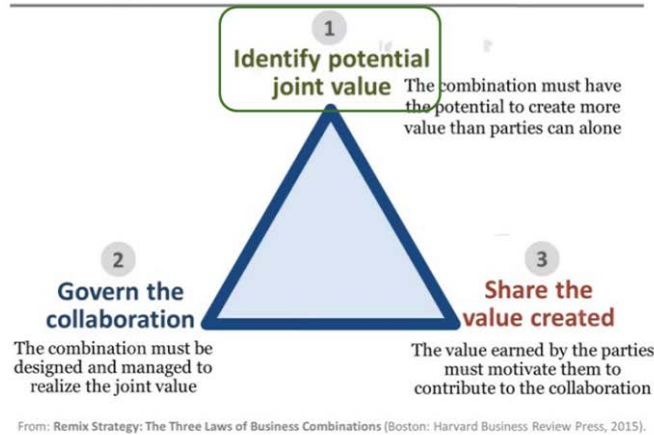 1
Identify potential
joint value
The combination must have
the potential to create more
value than parties can alone
2
Govern the
collaboration
The combination must be
designed and managed to
realize the joint value
3
Share the
value created
The value earned by the parties
must motivate them to
contribute to the collaboration
From: Remix Strategy: The Three Laws of Business Combinations (Boston: Harvard Business Review Press, 2015).